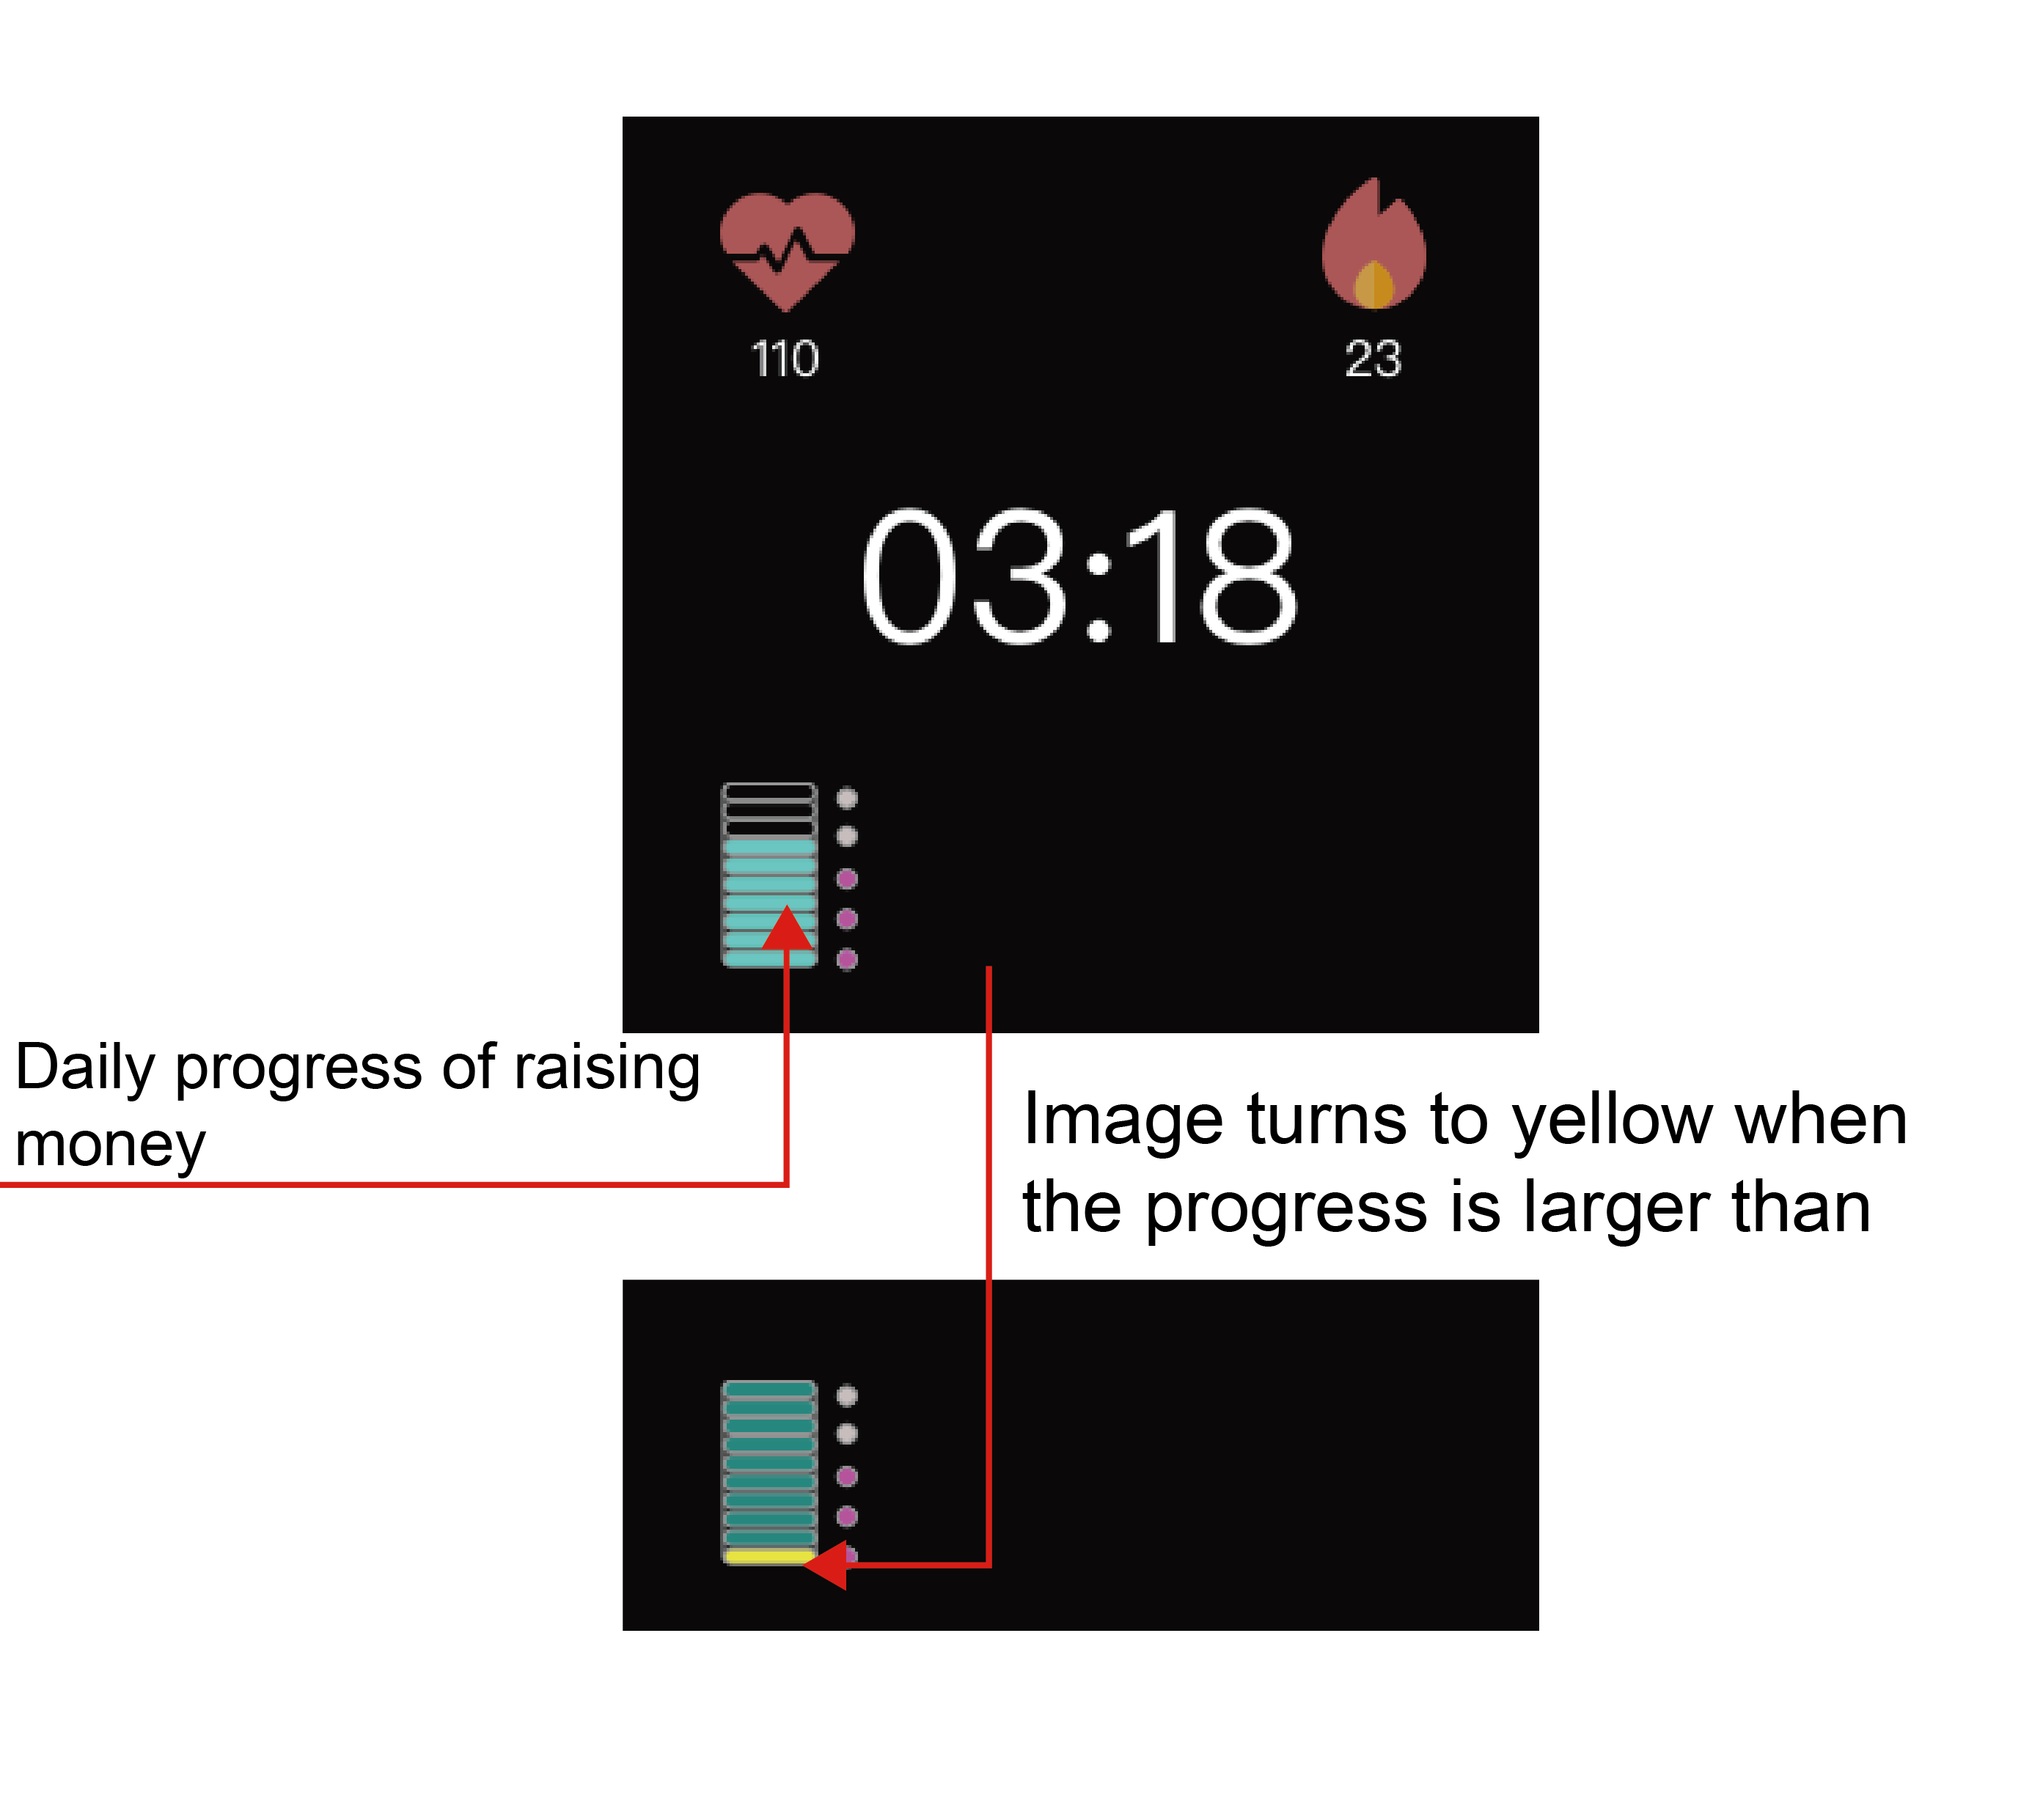 110
23
03:18
Daily progress of raising
money
Image turns to yellow when
the progress is larger than